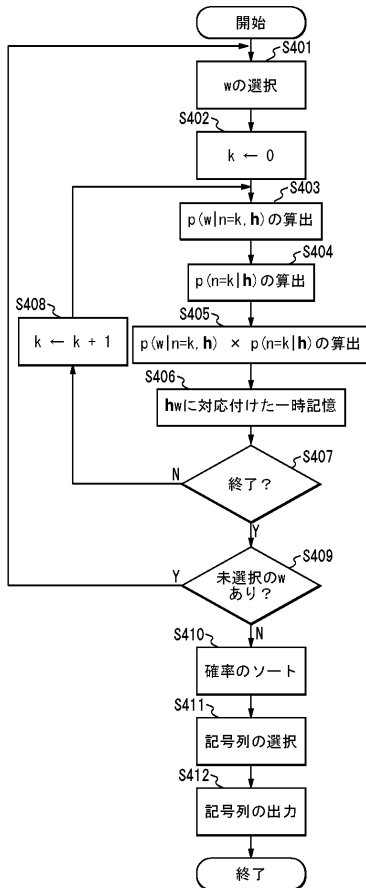 開始
S401
wの選択
S402
k ← 0
S403
p(w|n=k,h)の算出
S404
p(n=k|h)の算出
S405
p(w|n=k,h) × p(n=k|h)の算出
S406
hwに対応付けた一時記憶
S407
終了?
N
Y
S408
k ← k + 1
S409
未選択のw
あり?
Y
N
S410
確率のソート
S411
記号列の選択
S412
記号列の出力
終了